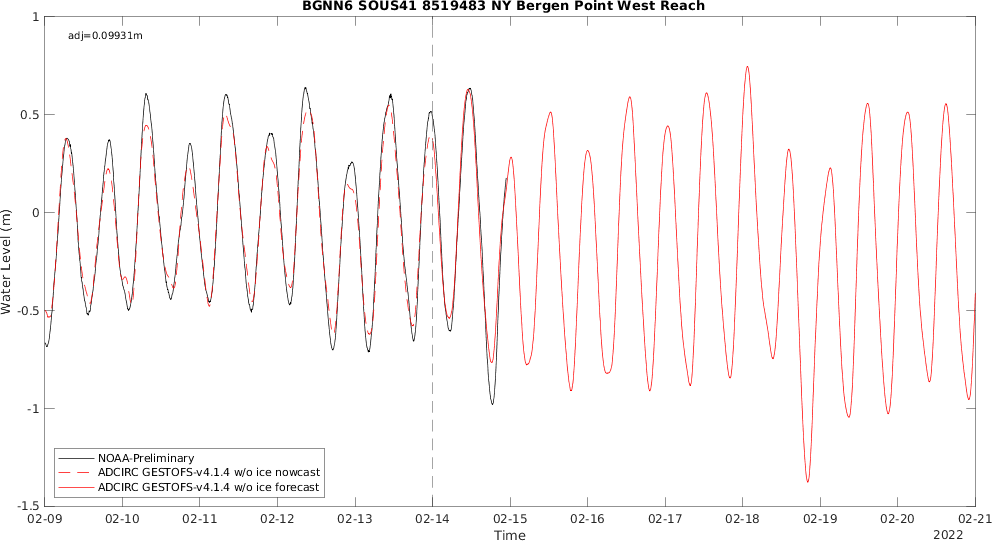 BGNN6 SOUS41 8519483 NY Bergen Point West Reach
adj=0.09931m
1
0.5
0
-0.5
-1
-1.5
Water Level (m)
NOAA-Preliminary
ADCIRC GESTOFS-v4.1.4 w/o ice nowcast
ADCIRC GESTOFS-v4.1.4 w/o ice forecast
02-09 02-10 02-11 02-12 02-13 02-14 02-15 02-16 02-17 02-18 02-19 02-20 02-21
Time
2022